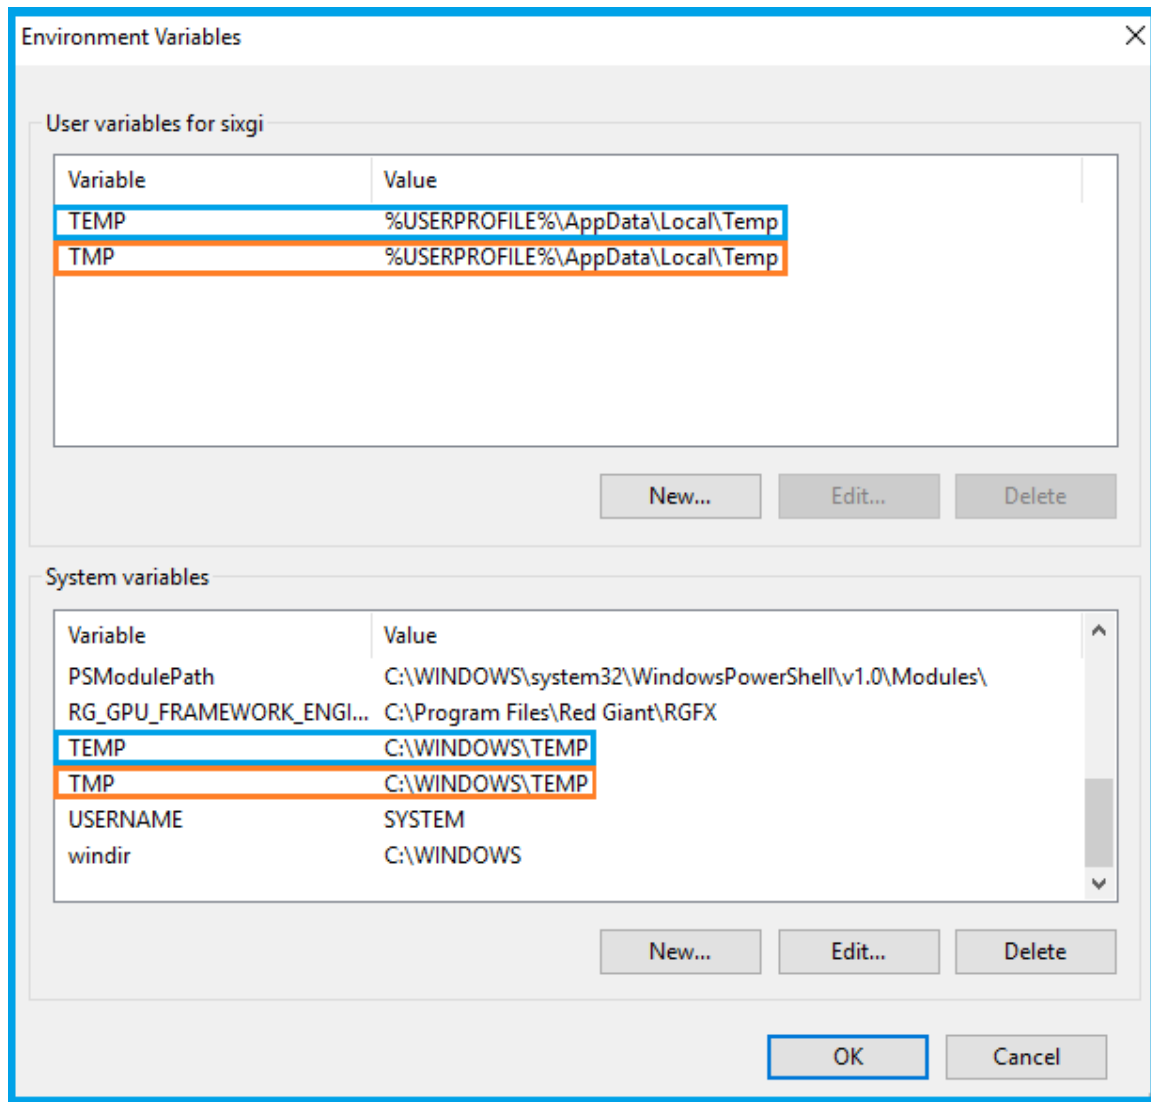 Environment Variables
User variables for sixgi
Variable Value
TEMP %USERPROFILE%\AppData\Local\Temp
TMP %USERPROFILE%\AppData\Local\Temp
New... Edit... Delete
System variables
Variable Value
PSModulePath C:\WINDOWS\system32\WindowsPowerShell\v1.0\Modules\
RG_GPU_FRAMEWORK_ENGI... C:\Program Files\Red Giant\RGFX
TEMP C:\WINDOWS\TEMP
TMP C:\WINDOWS\TEMP
USERNAME SYSTEM
windir C:\WINDOWS
New... Edit... Delete
OK Cancel